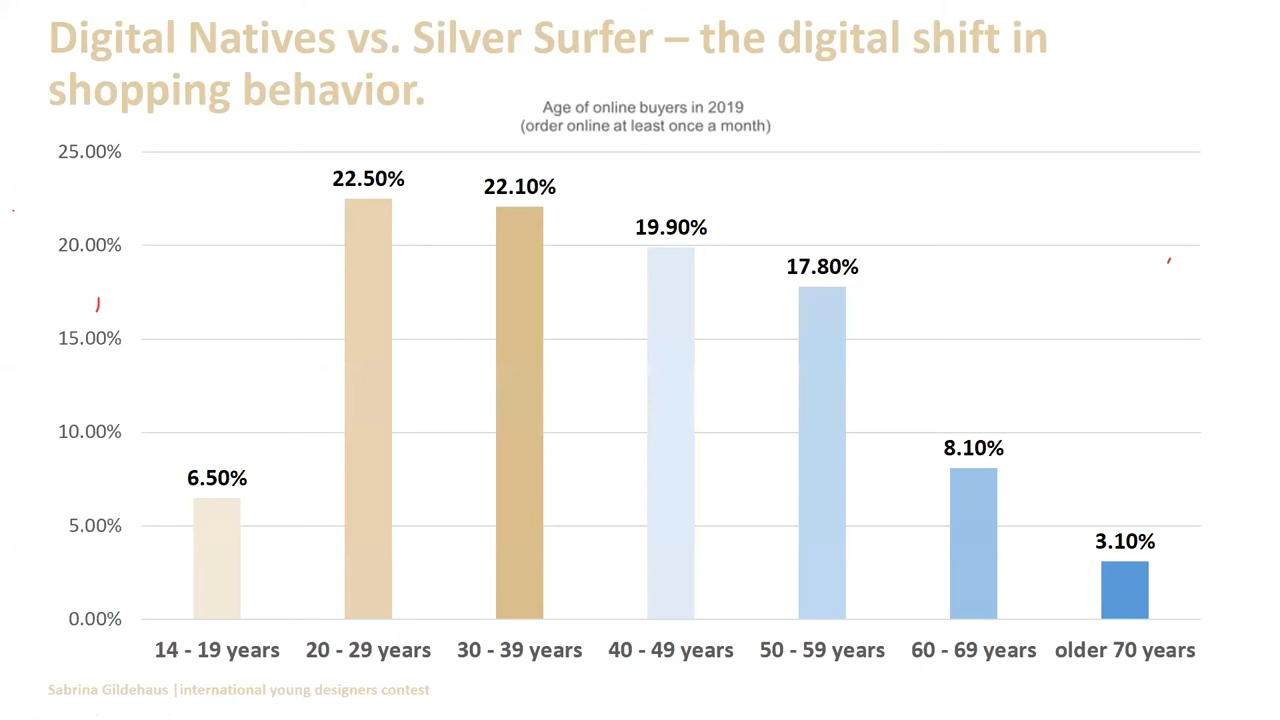 Digital Natives vs. Silver Surfer – the digital shift in
shopping behavior.
Age of online buyers in 2019
(order online at least once a month)
25.00%
20.00%
15.00%
10.00%
5.00%
0.00%
6.50%
22.50%
22.10%
19.90%
17.80%
8.10%
3.10%
14 - 19 years
20 - 29 years
30 - 39 years
40 - 49 years
50 - 59 years
60 - 69 years
older 70 years
Sabrina Gildehaus |international young designers contest